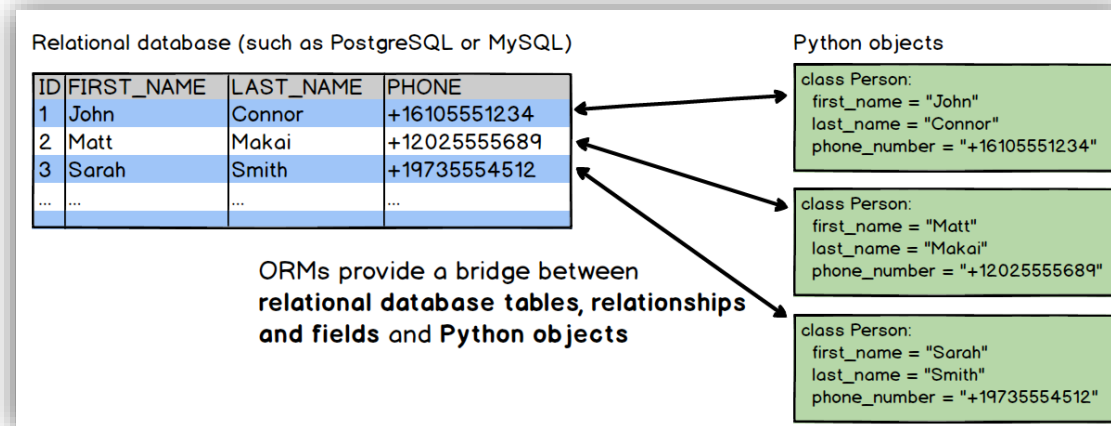 Relational database (such as PostgreSQL or MySQL)
ID FIRST_NAME LAST_NAME PHONE
1 John Connor +16105551234
2 Matt Makai +12025555689
3 Sarah Smith +19735554512
... ... ... ...
ORMs provide a bridge between
relational database tables, relationships
and fields and Python objects
Python objects
class Person:
first_name = "John"
last_name = "Connor"
phone_number = "+16105551234"
class Person:
first_name = "Matt"
last_name = "Makai"
phone_number = "+12025555689"
class Person:
first_name = "Sarah"
last_name = "Smith"
phone_number = "+19735554512"